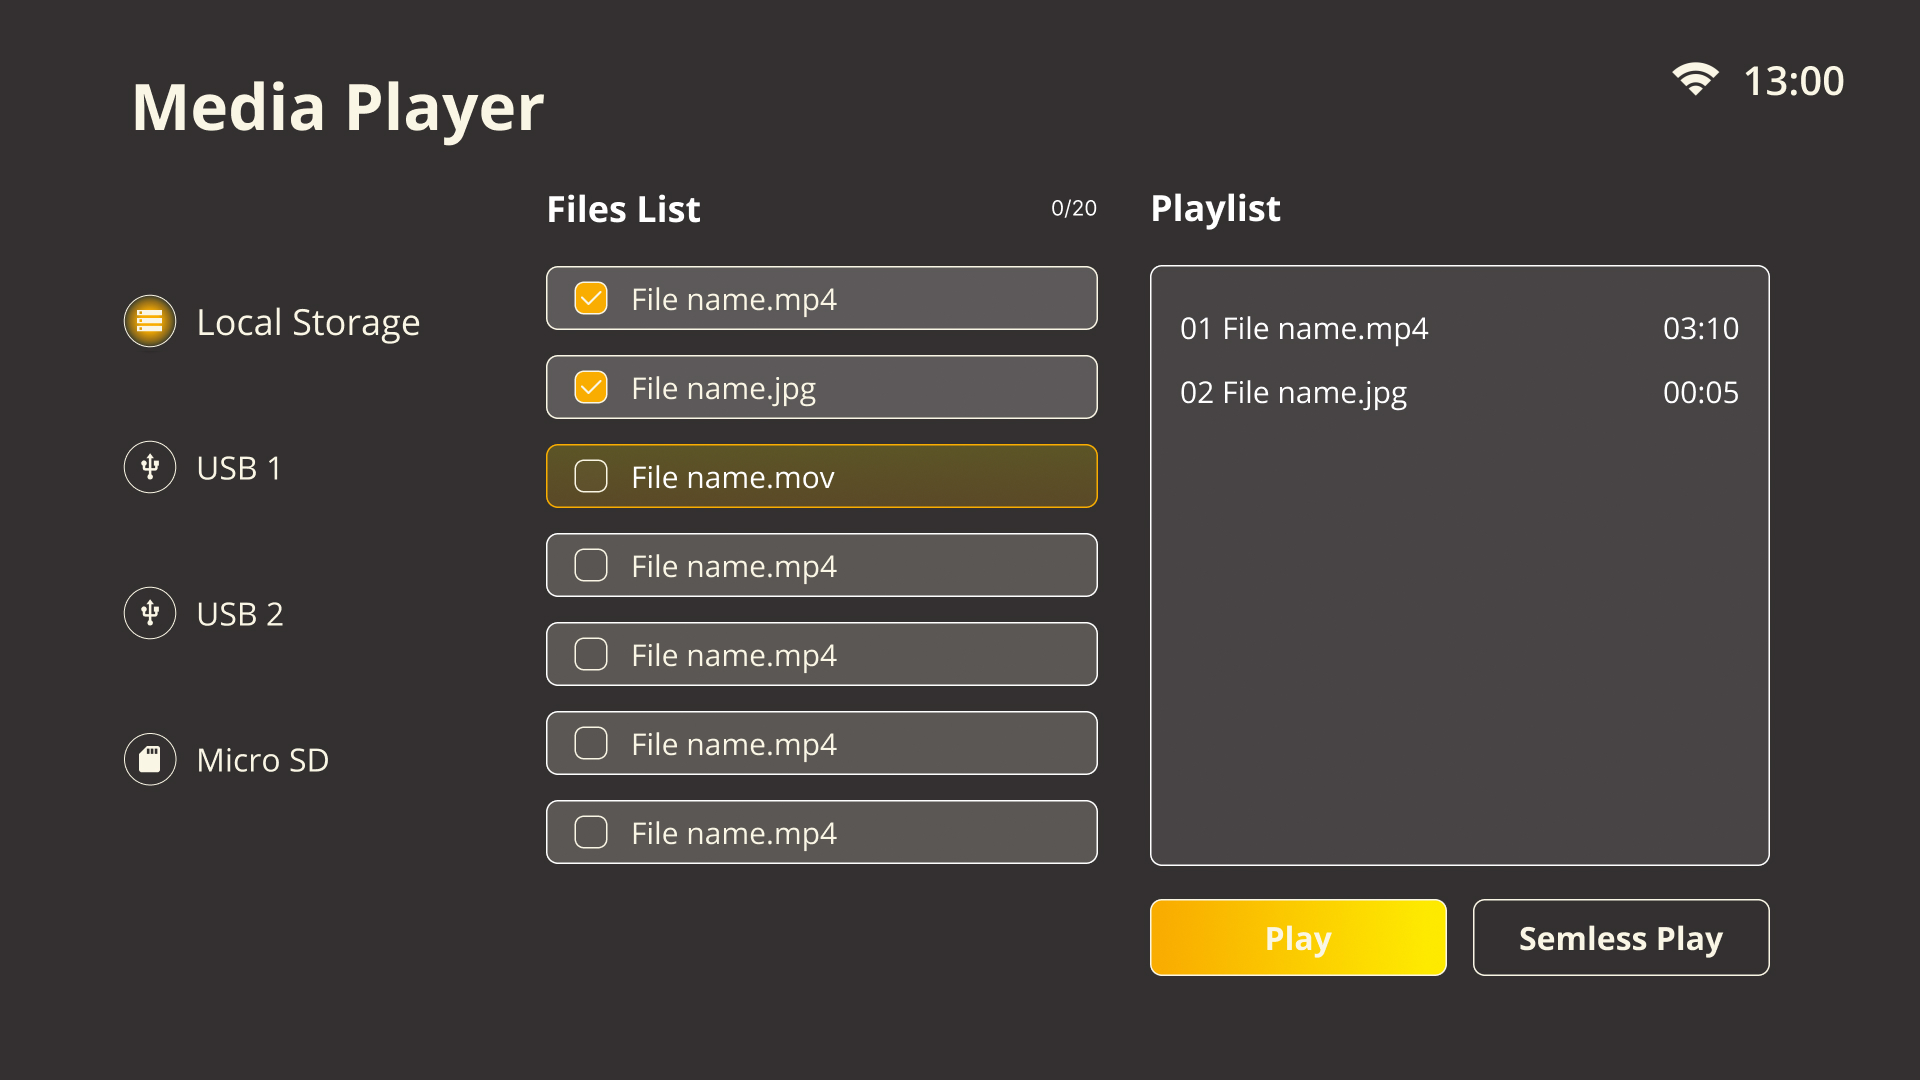 Media Player
13:00
Local Storage
USB 1
USB 2
Micro SD
Files List
0/20
File name.mp4
File name.jpg
File name.mov
File name.mp4
File name.mp4
File name.mp4
File name.mp4
Playlist
01 File name.mp4 03:10
02 File name.jpg 00:05
Play
Semless Play